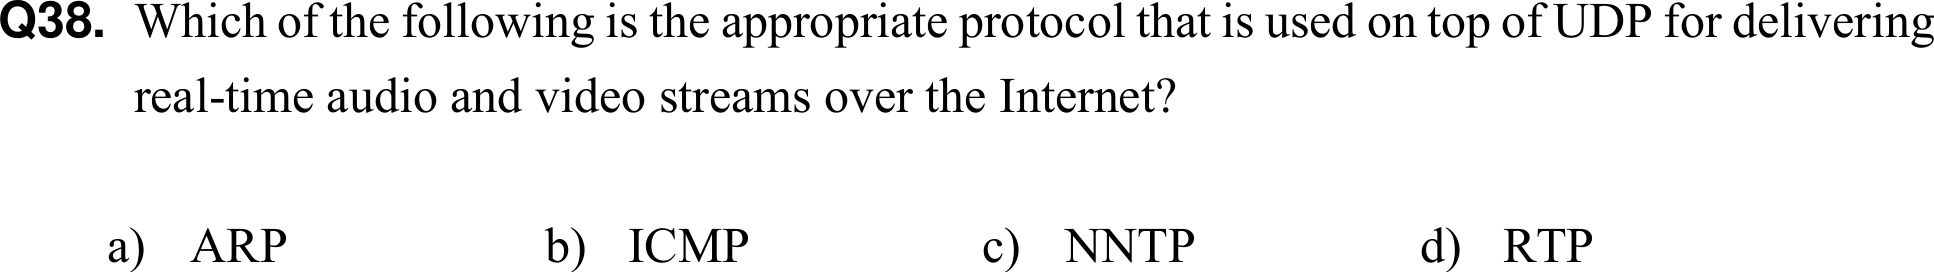 Q38. Which of the following is the appropriate protocol that is used on top of UDP for delivering
real-time audio and video streams over the Internet?
a) ARP b) ICMP c) NNTP d) RTP